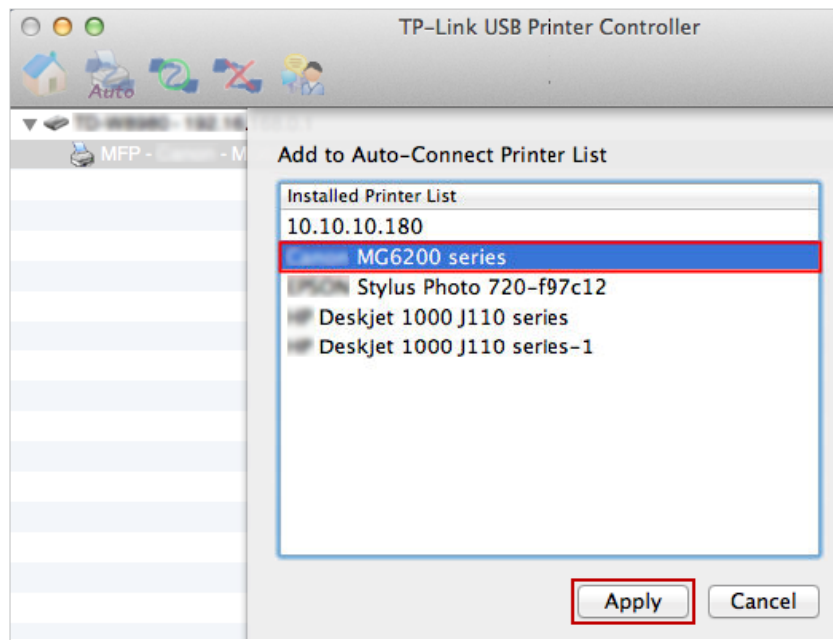 TP-Link USB Printer Controller
Auto
MFP - - M
Add to Auto-Connect Printer List
Installed Printer List
10.10.10.180
MG6200 series
Stylus Photo 720-f97c12
Deskjet 1000 J110 series
Deskjet 1000 J110 series-1
Apply
Cancel